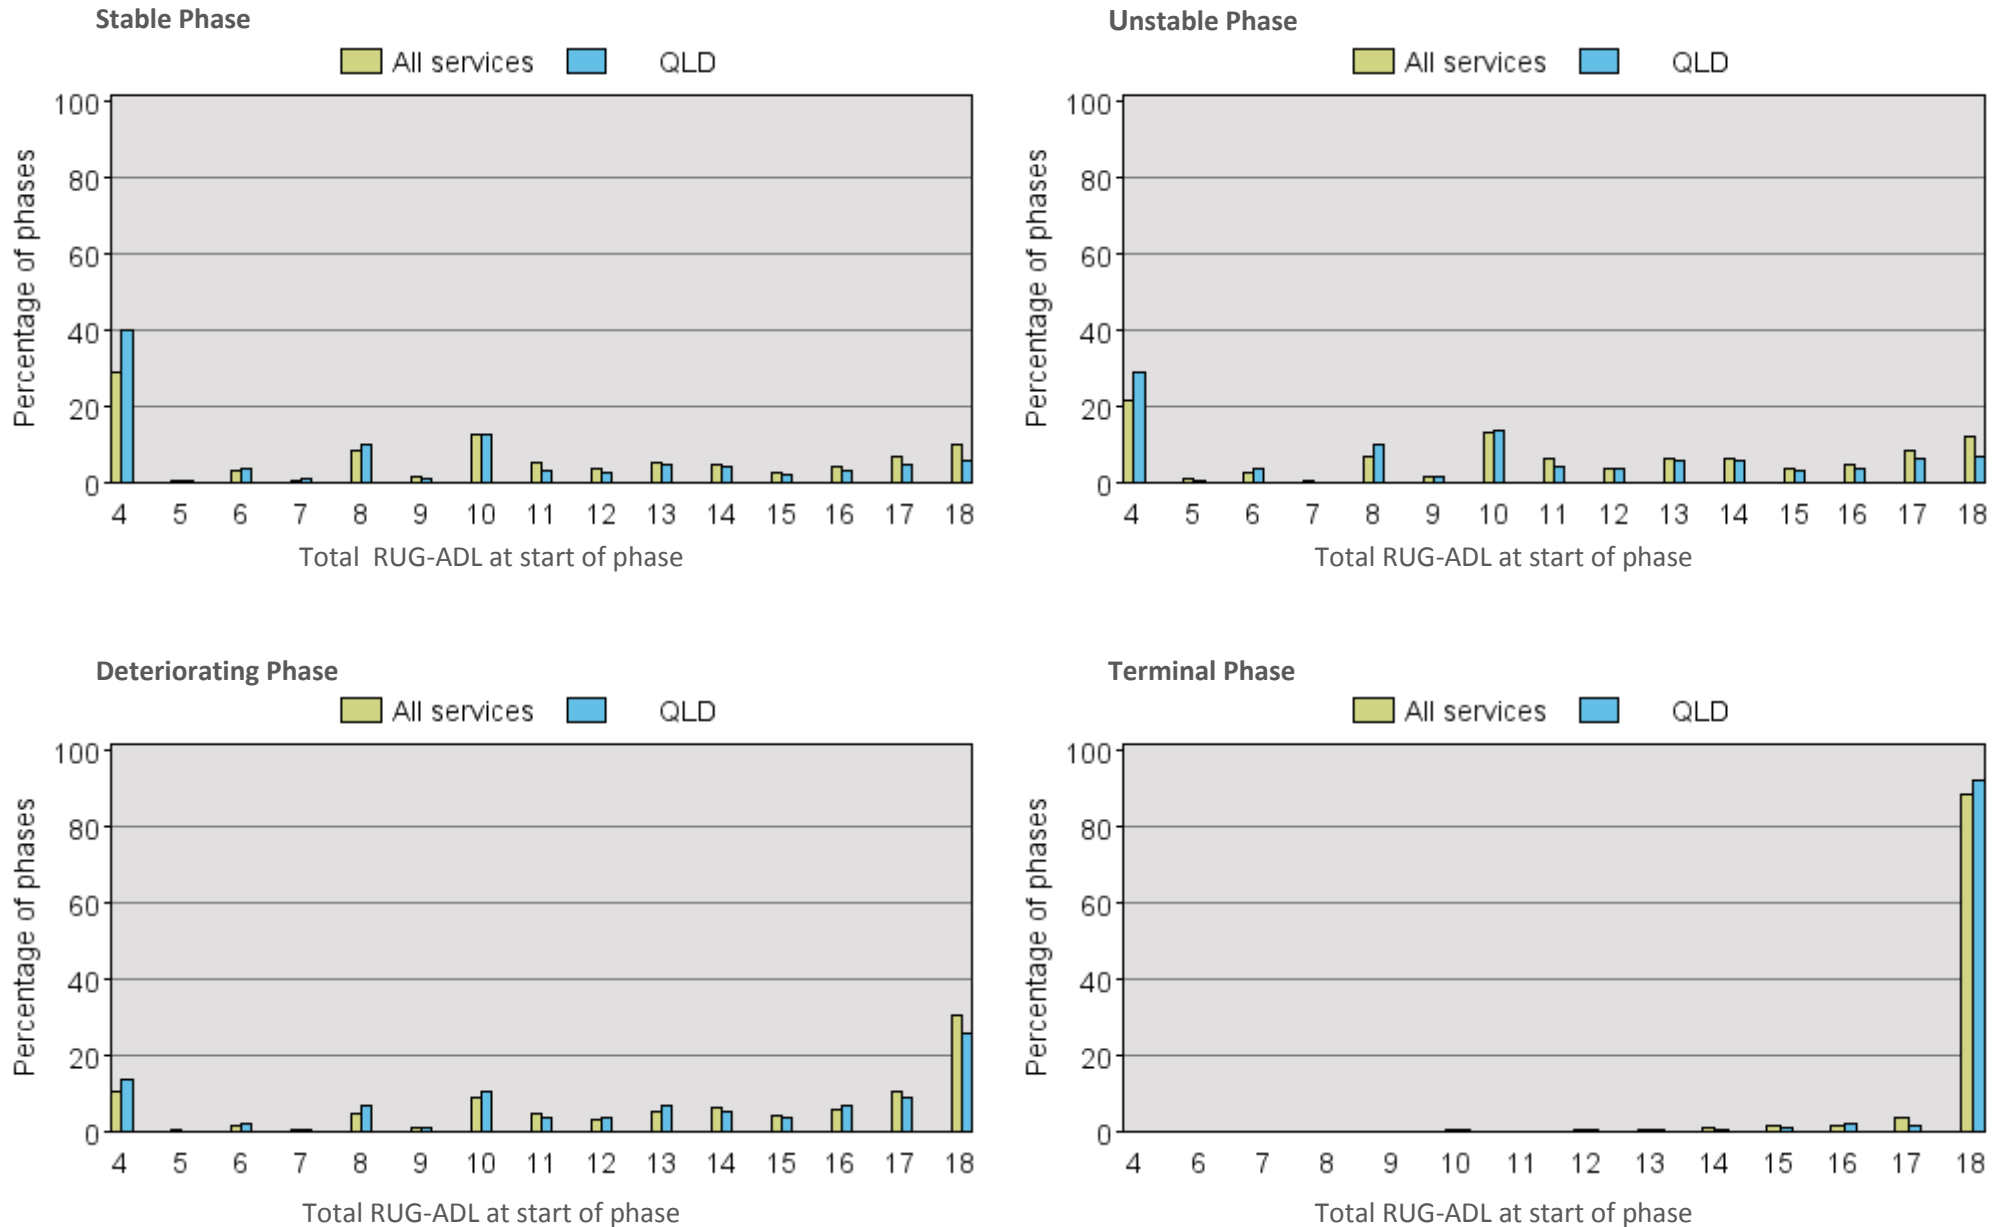 Stable Phase
All services QLD
Percentage of phases
100
80
60
40
20
0
4 5 6 7 8 9 10 11 12 13 14 15 16 17 18
Total RUG-ADL at start of phase
Unstable Phase
All services QLD
Percentage of phases
100
80
60
40
20
0
4 5 6 7 8 9 10 11 12 13 14 15 16 17 18
Total RUG-ADL at start of phase
Deteriorating Phase
All services QLD
Percentage of phases
100
80
60
40
20
0
4 5 6 7 8 9 10 11 12 13 14 15 16 17 18
Total RUG-ADL at start of phase
Terminal Phase
All services QLD
Percentage of phases
100
80
60
40
20
0
4 6 7 8 9 10 11 12 13 14 15 16 17 18
Total RUG-ADL at start of phase